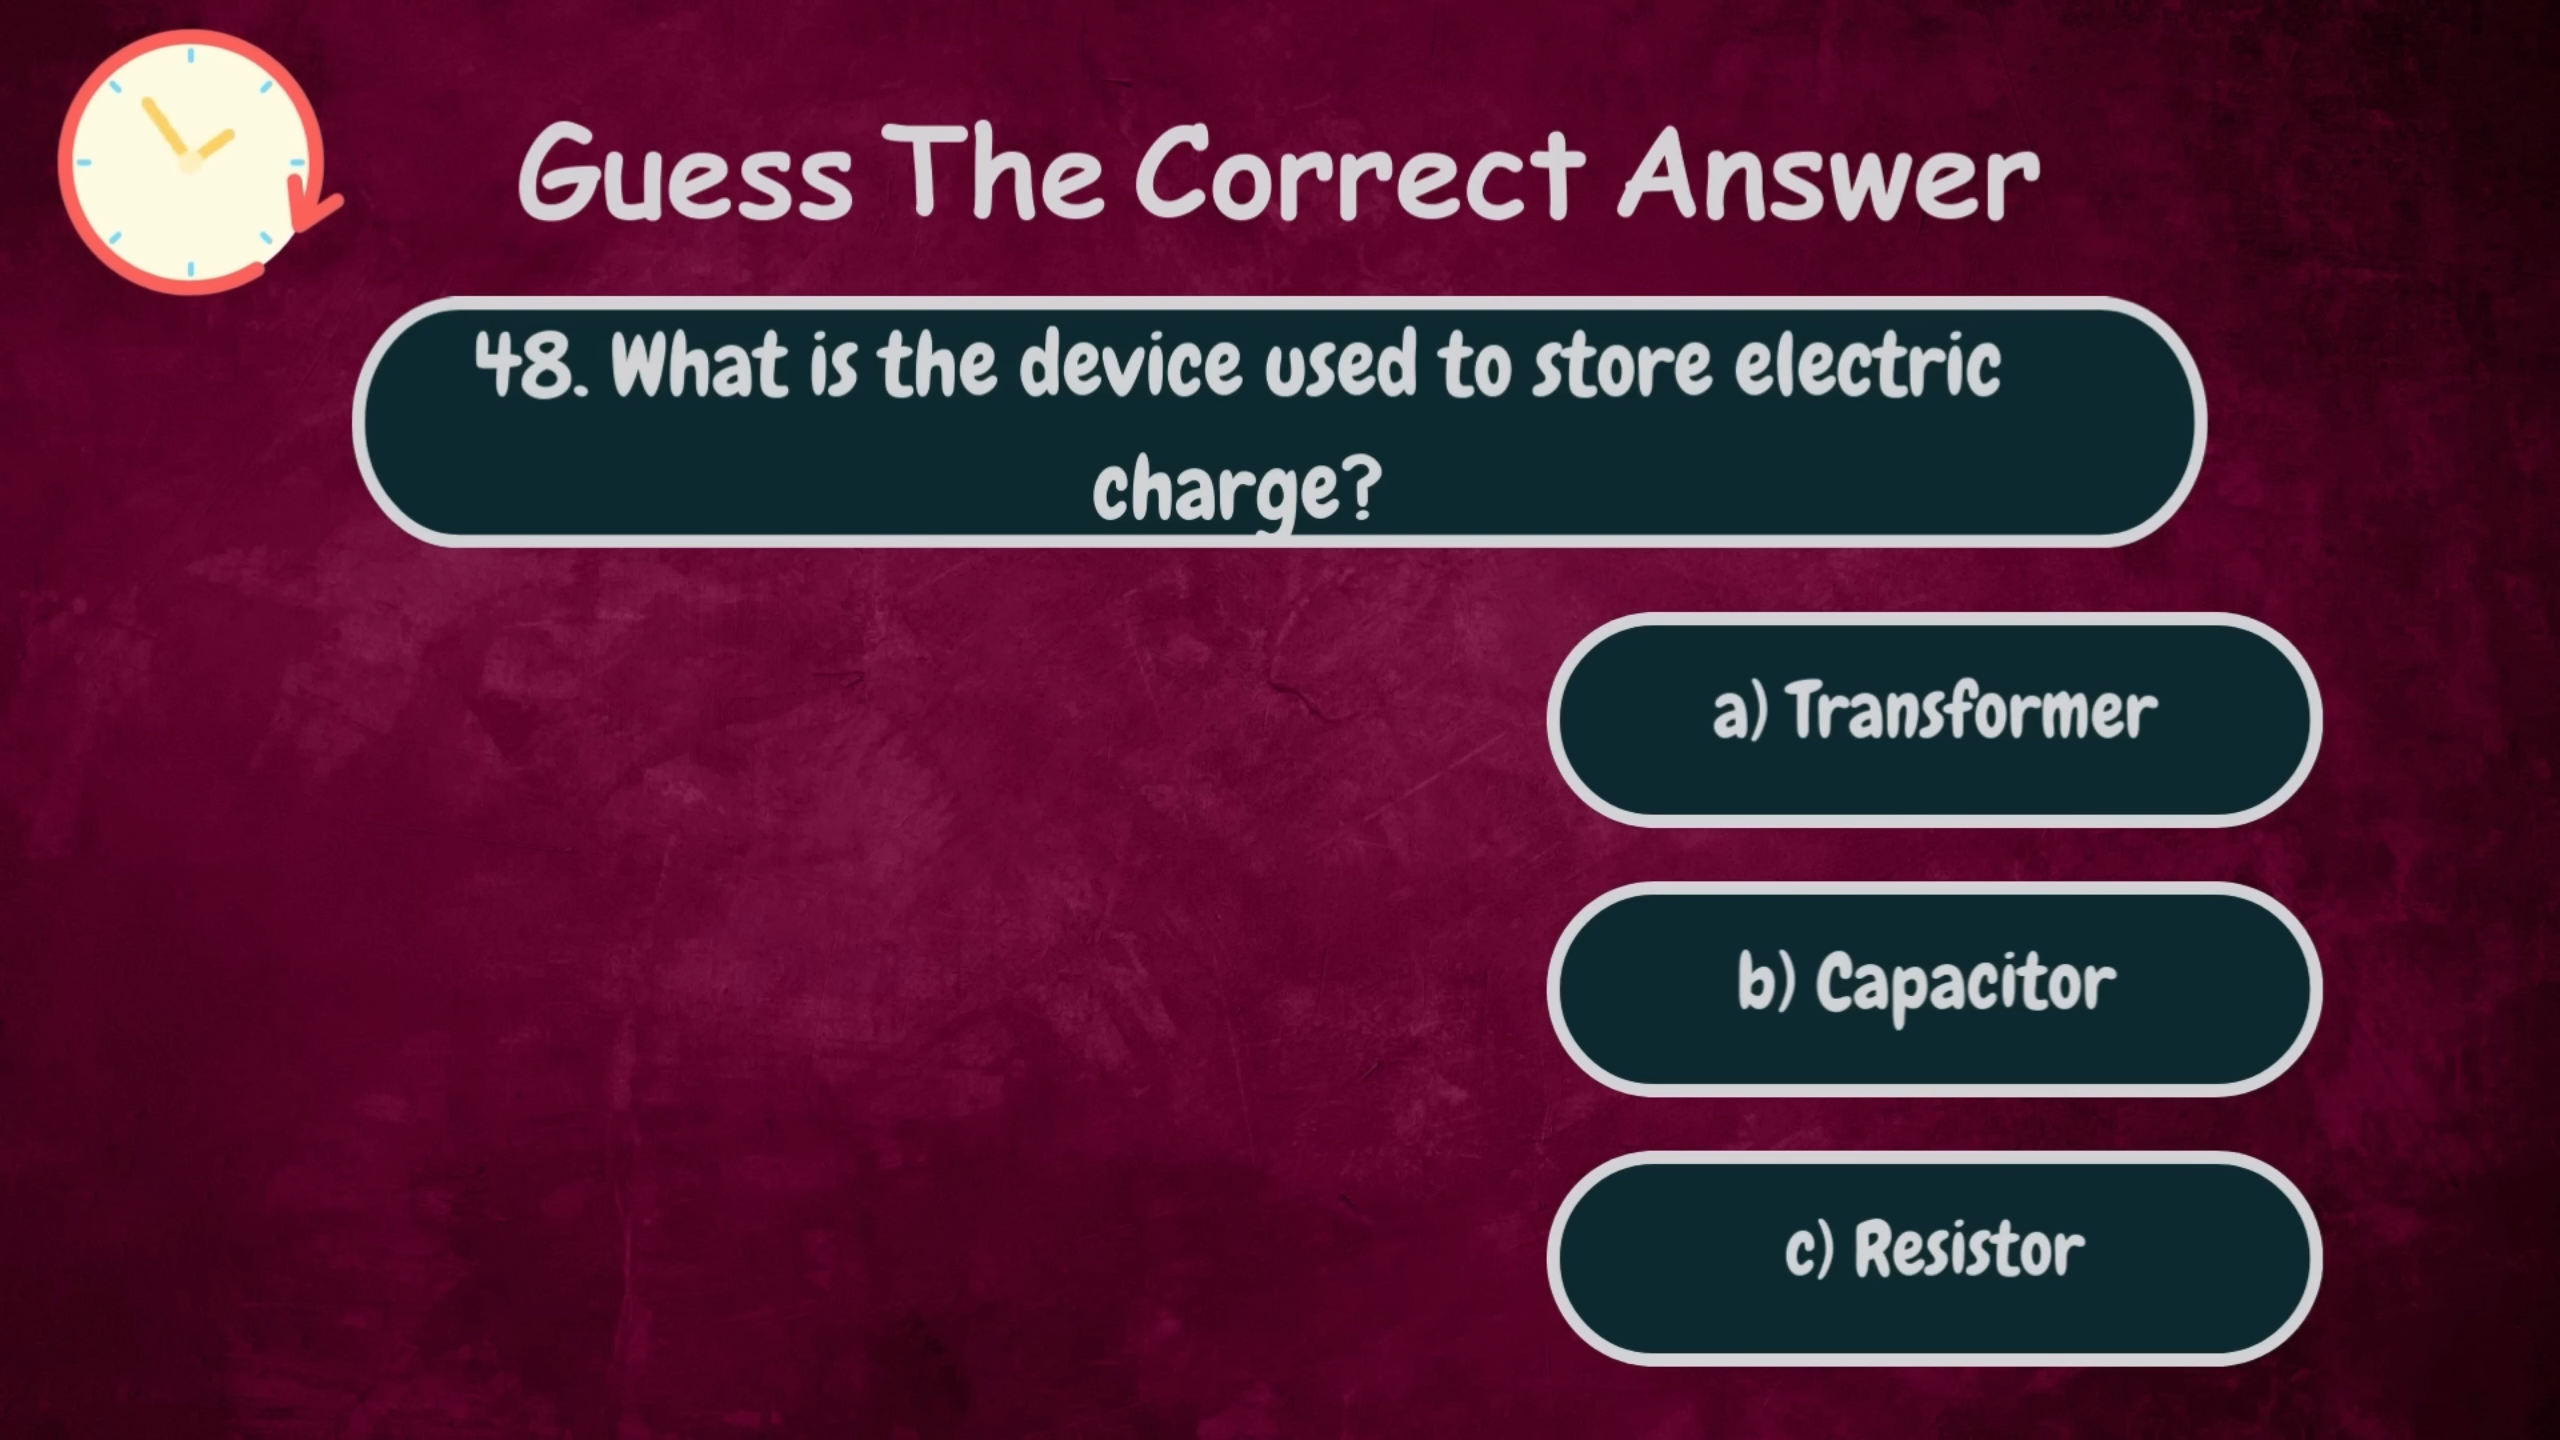 Guess The Correct Answer
48. What is the device used to store electric
charge?
a) Transformer
b) Capacitor
c) Resistor